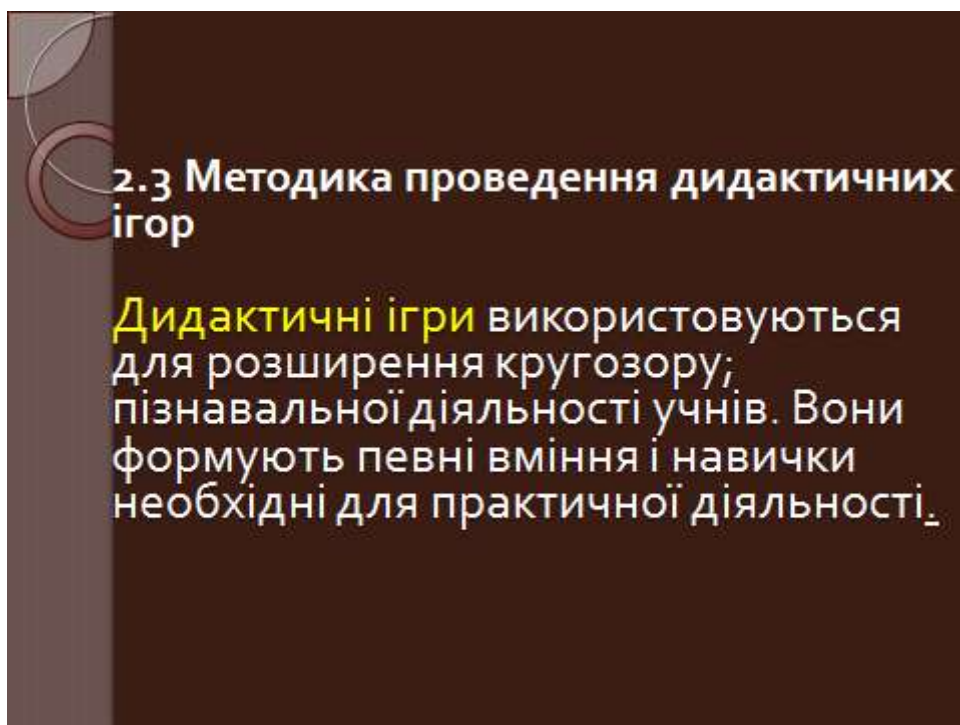 2.3 Методика проведення дидактичних
ігор
Дидактичні ігри використовуються
для розширення кругозору;
пізнавальної діяльності учнів. Вони
формують певні вміння і навички
необхідні для практичної діяльності.